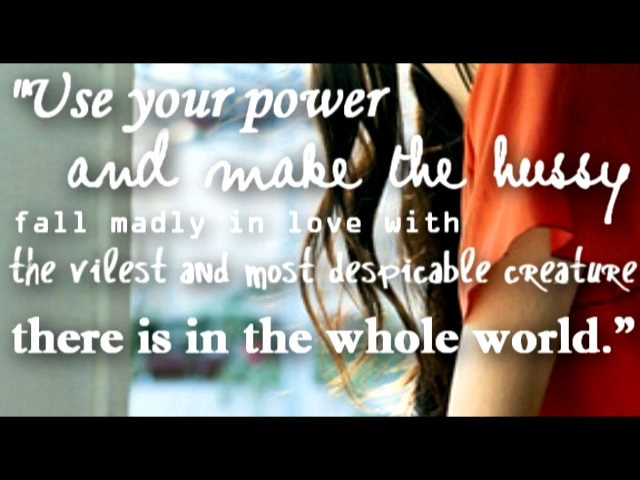 "Use your power
and make the hussy
fall madly in love with
the vilest and most despicable creature
there is in the whole world.”